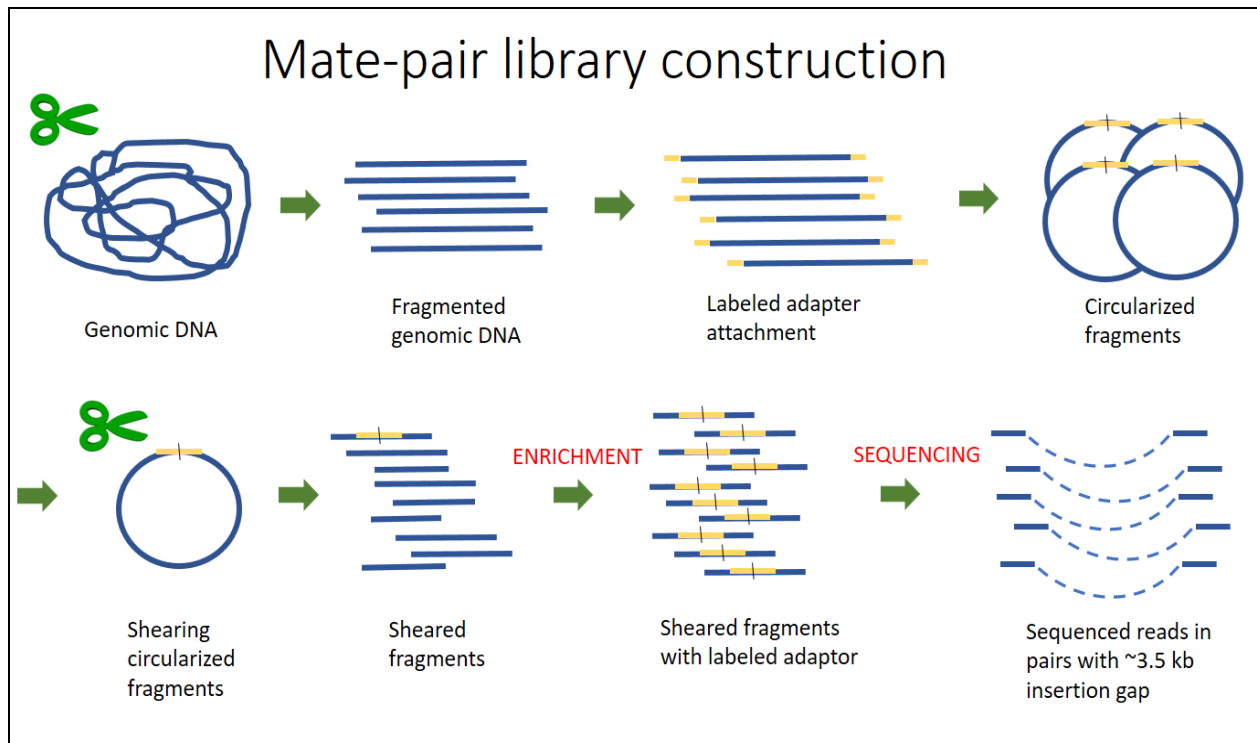 Mate-pair library construction
Genomic DNA
Fragmented
genomic DNA
Labeled adapter
attachment
Circularized
fragments
ENRICHMENT
SEQUENCING
Shearing
circularized
fragments
Sheared
fragments
Sheared fragments
with labeled adaptor
Sequenced reads in
pairs with ~3.5 kb
insertion gap